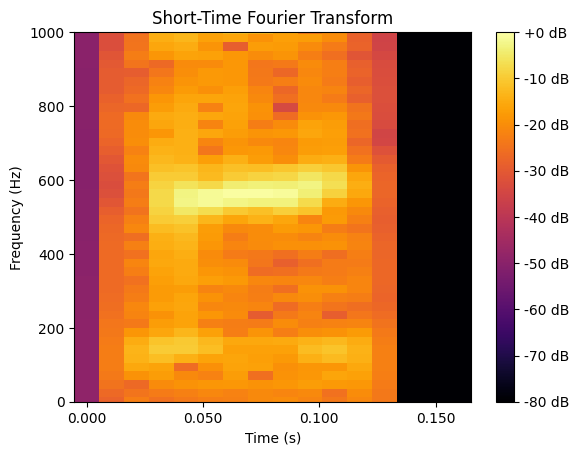 Short-Time Fourier Transform
1000
800
600
400
200
0
Frequency (Hz)
0.000
0.050
0.100
0.150
Time (s)
+0 dB
-10 dB
-20 dB
-30 dB
-40 dB
-50 dB
-60 dB
-70 dB
-80 dB